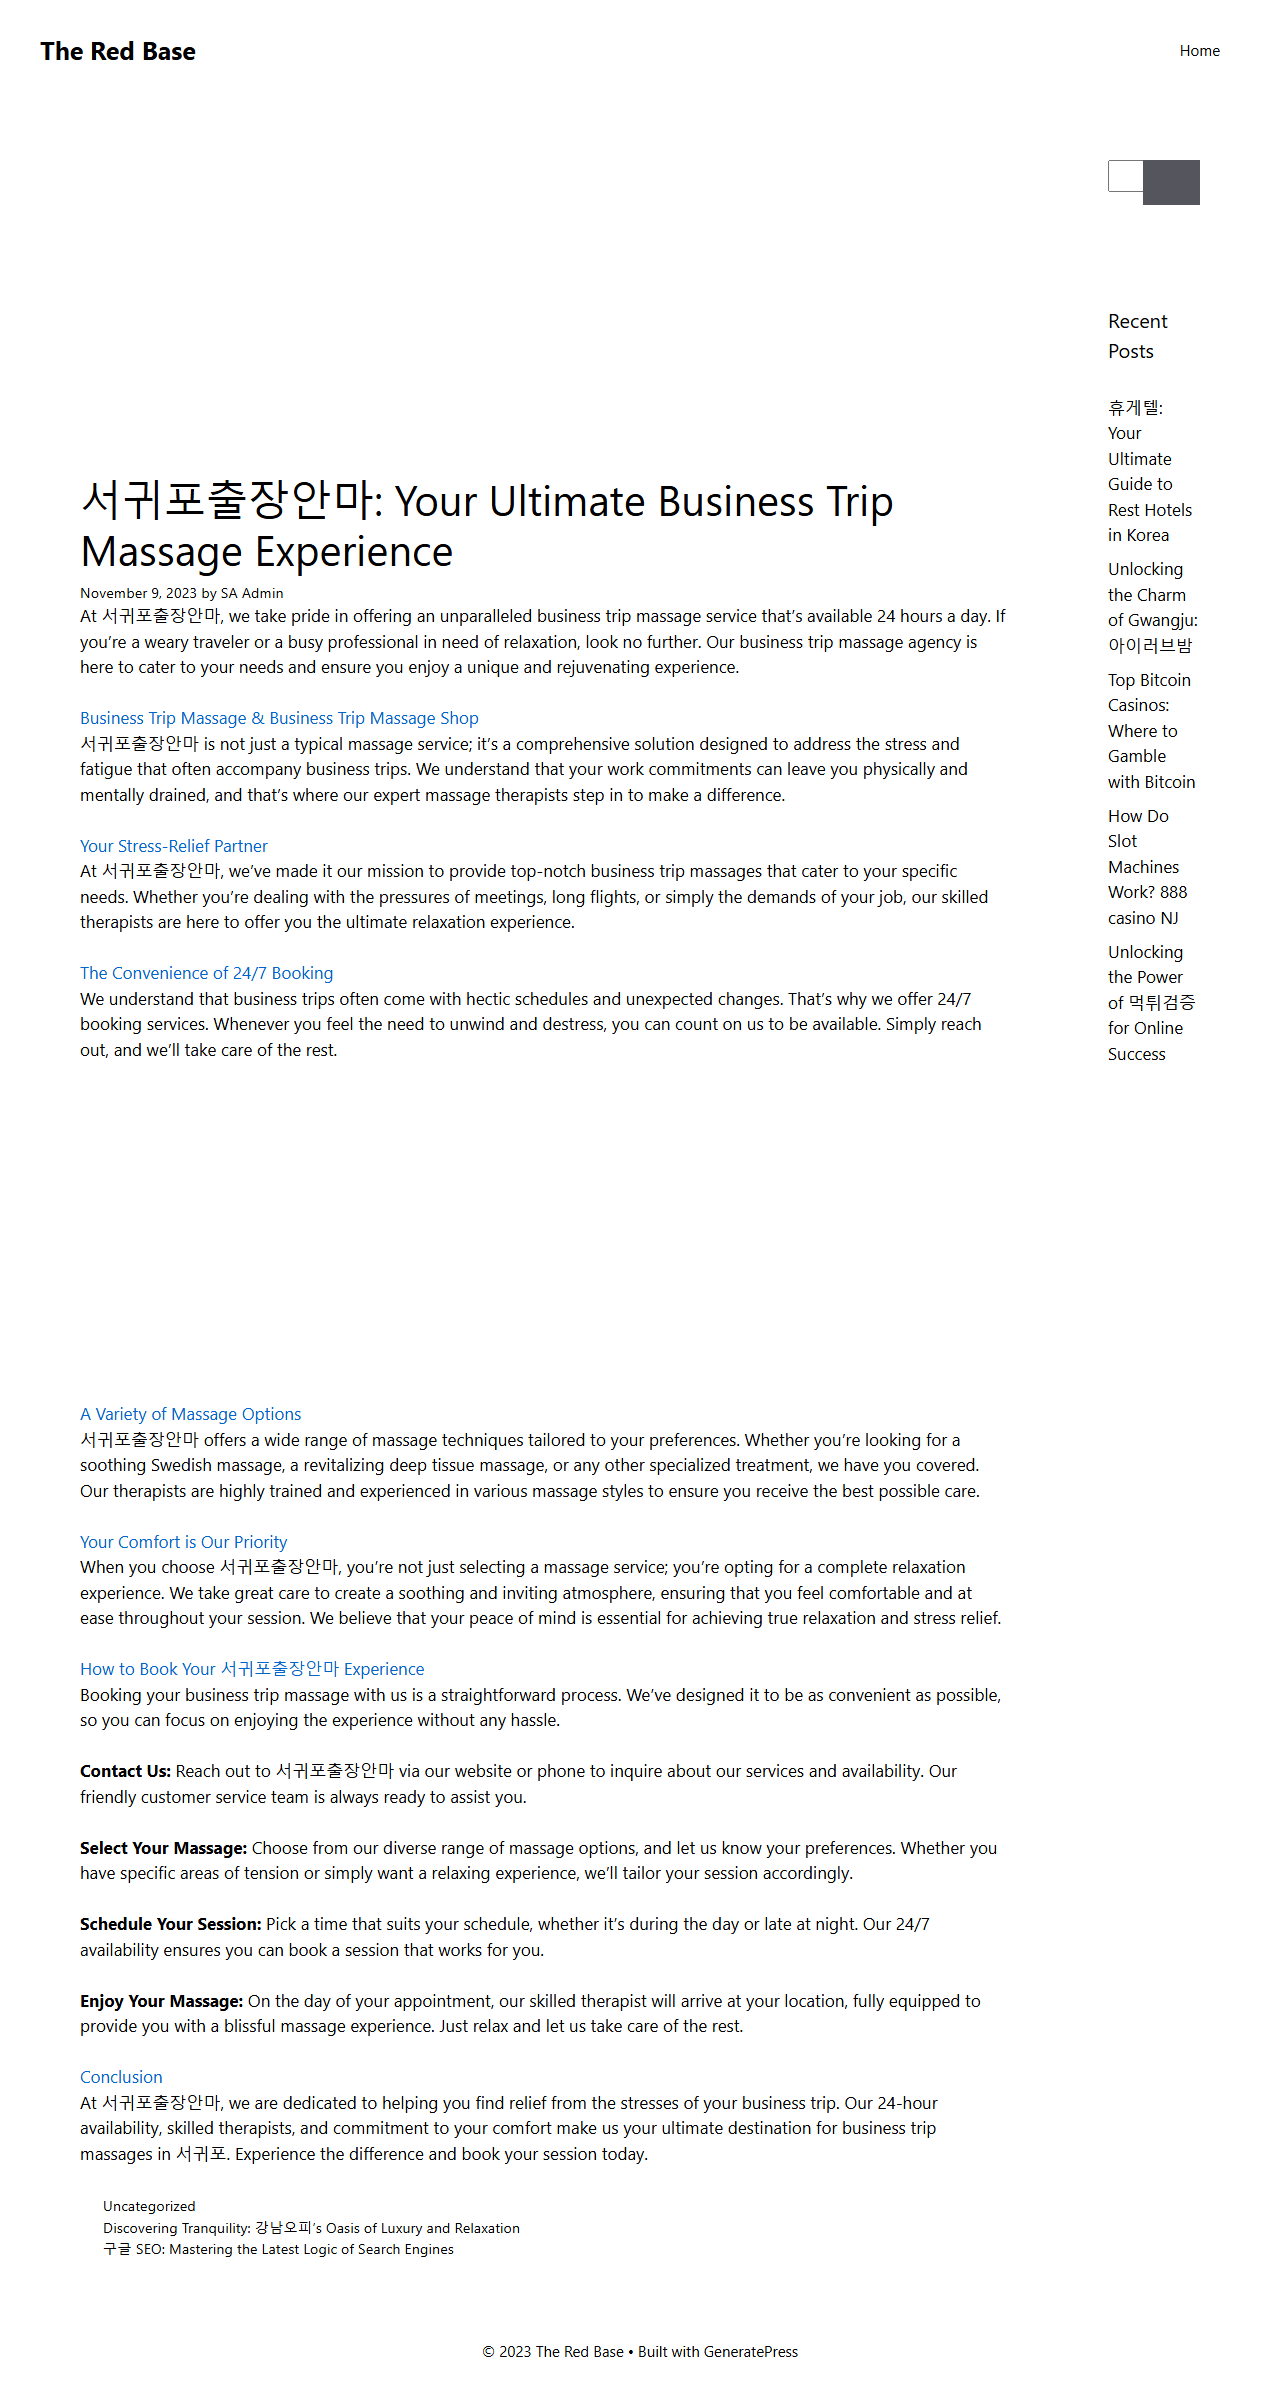 The Red Base
Home
서귀포출장안마: Your Ultimate Business Trip
Massage Experience
November 9, 2023 by SA Admin
At 서귀포출장안마, we take pride in offering an unparalleled business trip massage service that’s available 24 hours a day. If
you’re a weary traveler or a busy professional in need of relaxation, look no further. Our business trip massage agency is
here to cater to your needs and ensure you enjoy a unique and rejuvenating experience.
Business Trip Massage & Business Trip Massage Shop
서귀포출장안마 is not just a typical massage service; it’s a comprehensive solution designed to address the stress and
fatigue that often accompany business trips. We understand that your work commitments can leave you physically and
mentally drained, and that’s where our expert massage therapists step in to make a difference.
Your Stress-Relief Partner
At 서귀포출장안마, we’ve made it our mission to provide top-notch business trip massages that cater to your specific
needs. Whether you’re dealing with the pressures of meetings, long flights, or simply the demands of your job, our skilled
therapists are here to offer you the ultimate relaxation experience.
The Convenience of 24/7 Booking
We understand that business trips often come with hectic schedules and unexpected changes. That’s why we offer 24/7
booking services. Whenever you feel the need to unwind and destress, you can count on us to be available. Simply reach
out, and we’ll take care of the rest.
A Variety of Massage Options
서귀포출장안마 offers a wide range of massage techniques tailored to your preferences. Whether you’re looking for a
soothing Swedish massage, a revitalizing deep tissue massage, or any other specialized treatment, we have you covered.
Our therapists are highly trained and experienced in various massage styles to ensure you receive the best possible care.
Your Comfort is Our Priority
When you choose 서귀포출장안마, you’re not just selecting a massage service; you’re opting for a complete relaxation
experience. We take great care to create a soothing and inviting atmosphere, ensuring that you feel comfortable and at
ease throughout your session. We believe that your peace of mind is essential for achieving true relaxation and stress relief.
How to Book Your 서귀포출장안마 Experience
Booking your business trip massage with us is a straightforward process. We’ve designed it to be as convenient as possible,
so you can focus on enjoying the experience without any hassle.
Contact Us: Reach out to 서귀포출장안마 via our website or phone to inquire about our services and availability. Our
friendly customer service team is always ready to assist you.
Select Your Massage: Choose from our diverse range of massage options, and let us know your preferences. Whether you
have specific areas of tension or simply want a relaxing experience, we’ll tailor your session accordingly.
Schedule Your Session: Pick a time that suits your schedule, whether it’s during the day or late at night. Our 24/7
availability ensures you can book a session that works for you.
Enjoy Your Massage: On the day of your appointment, our skilled therapist will arrive at your location, fully equipped to
provide you with a blissful massage experience. Just relax and let us take care of the rest.
Conclusion
At 서귀포출장안마, we are dedicated to helping you find relief from the stresses of your business trip. Our 24-hour
availability, skilled therapists, and commitment to your comfort make us your ultimate destination for business trip
massages in 서귀포. Experience the difference and book your session today.
Uncategorized
Discovering Tranquility: 강남오피’s Oasis of Luxury and Relaxation
구글 SEO: Mastering the Latest Logic of Search Engines
Recent
Posts
휴게텔:
Your
Ultimate
Guide to
Rest Hotels
in Korea
Unlocking
the Charm
of Gwangju:
아이러브밤
Top Bitcoin
Casinos:
Where to
Gamble
with Bitcoin
How Do
Slot
Machines
Work? 888
casino NJ
Unlocking
the Power
of 먹튀검증
for Online
Success
© 2023 The Red Base • Built with GeneratePress